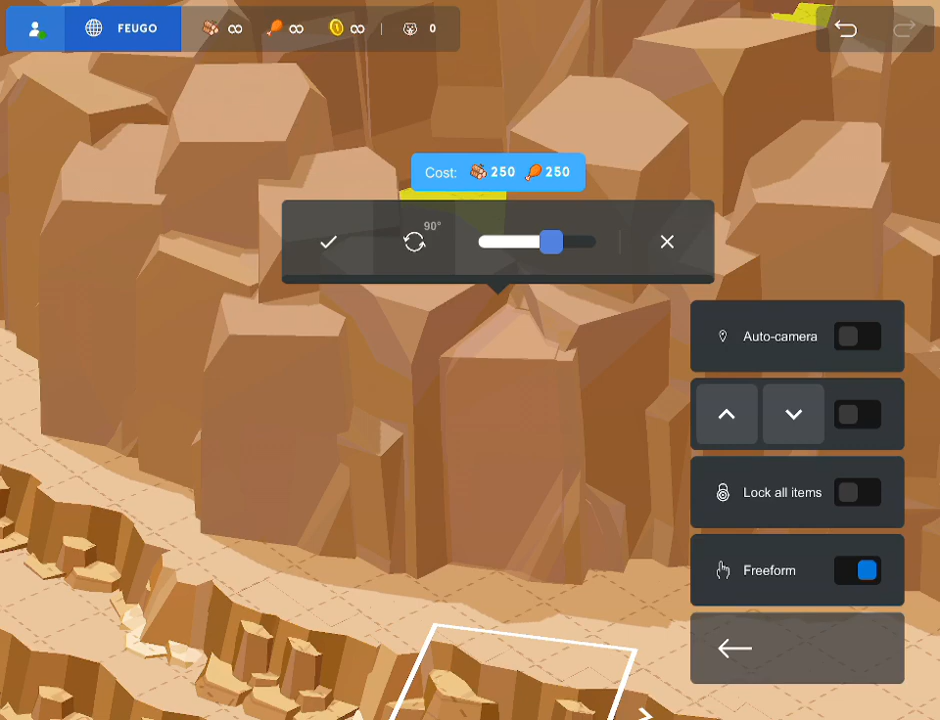 FEUGO
∞
∞
∞
0
Cost: 250 250
90°
Auto-camera
Lock all items
Freeform